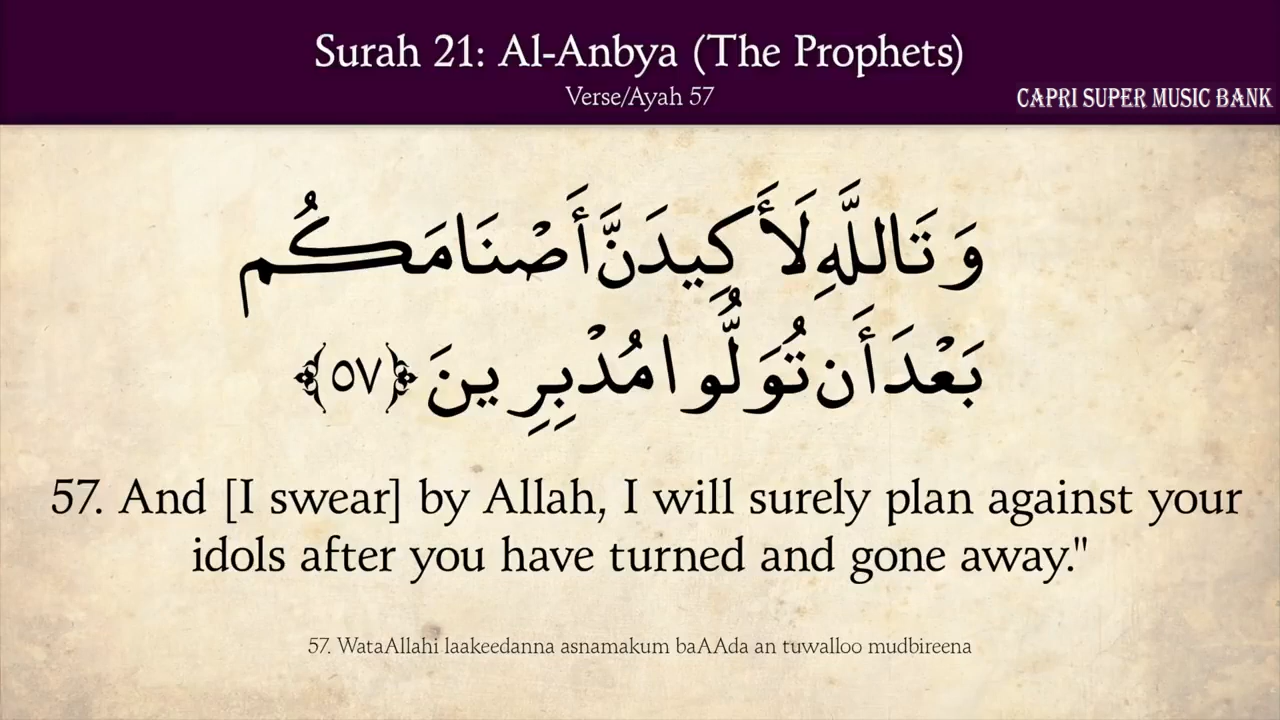 Surah 21: Al-Anbya (The Prophets)
Verse/Ayah 57
CAPRI SUPER MUSIC BANK
وَتَاللَّهِ لَأَكِيدَنَّ أَصْنَامَكُم
بَعْدَ أَن تُوَلُّوا مُدْبِرِينَ ﴿٥٧﴾
57. And [I swear] by Allah, I will surely plan against your
idols after you have turned and gone away."
57. WataAllahi laakeedanna asnamakum baAAda an tuwalloo mudbireena